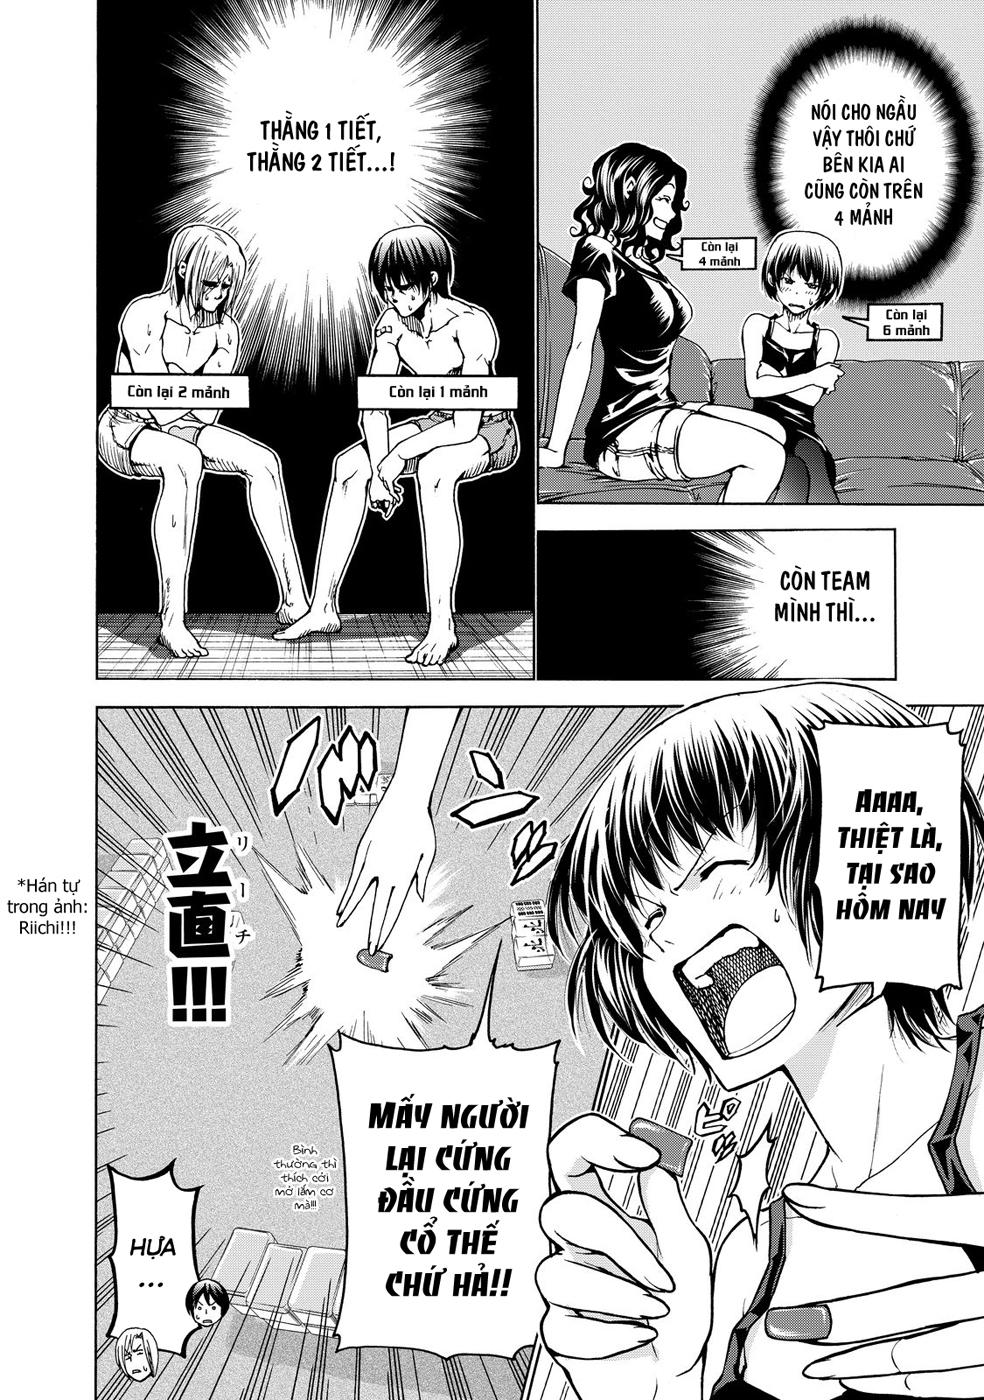 NÓI CHO NGẦU
VẬY THÔI CHỨ
BÊN KIA AI
CŨNG CÒN TRÊN
4 MẢNH
Còn lại
4 mảnh
Còn lại
6 mảnh
THẰNG 1 TIẾT,
THẰNG 2 TIẾT...!
Còn lại 2 mảnh
Còn lại 1 mảnh
CÒN TEAM
MÌNH THÌ...
AAAA,
THIỆT LÀ,
TẠI SAO
HÔM NAY
立直!!!
リーチ
*Hán tự
trong ảnh:
Riichi!!!
MẤY NGƯỜI
LẠI CỨNG
ĐẦU CỨNG
CỔ THẾ
CHỨ HẢ!!
Bình
thường thì
thích cởi
mở lắm cơ
mà!!!
HỰA
...